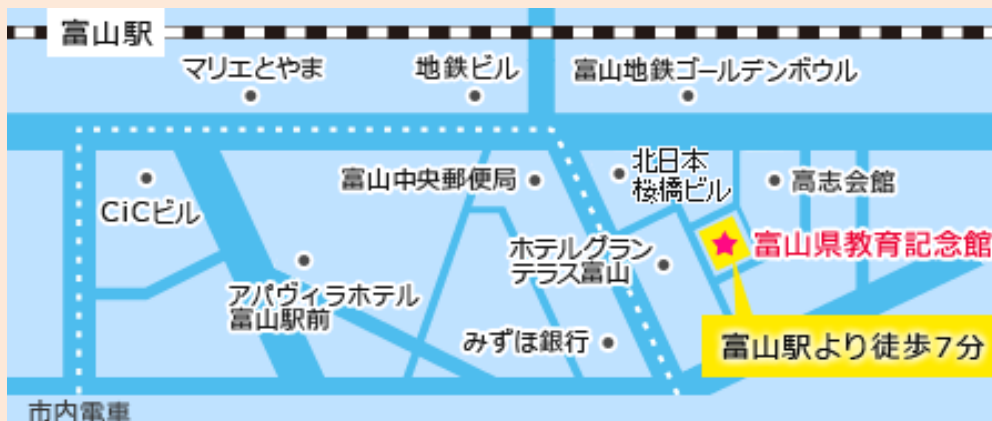 富山駅
マリエとやま
地鉄ビル
富山地鉄ゴールデンボウル
CiCビル
富山中央郵便局
北日本
桜橋ビル
高志会館
富山県教育記念館
ホテルグラン
テラス富山
アパヴィラホテル
富山駅前
みずほ銀行
富山駅より徒歩7分
市内電車